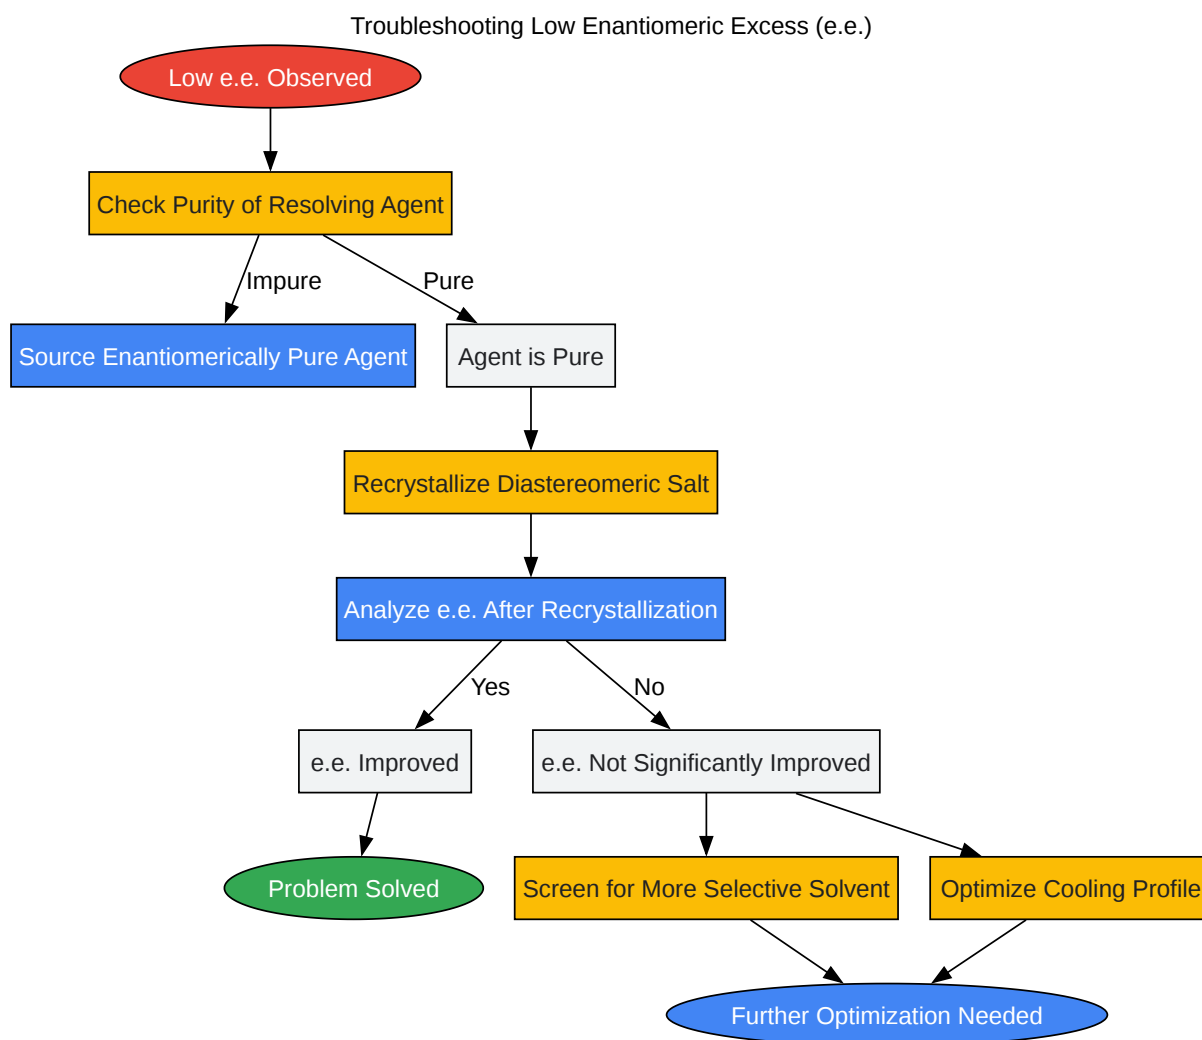 Troubleshooting Low Enantiomeric Excess (e.e.)
Low e.e. Observed
Check Purity of Resolving Agent
Impure
Pure
Source Enantiomerically Pure Agent
Agent is Pure
Recrystallize Diastereomeric Salt
Analyze e.e. After Recrystallization
Yes
No
e.e. Improved
e.e. Not Significantly Improved
Problem Solved
Screen for More Selective Solvent
Optimize Cooling Profile
Further Optimization Needed